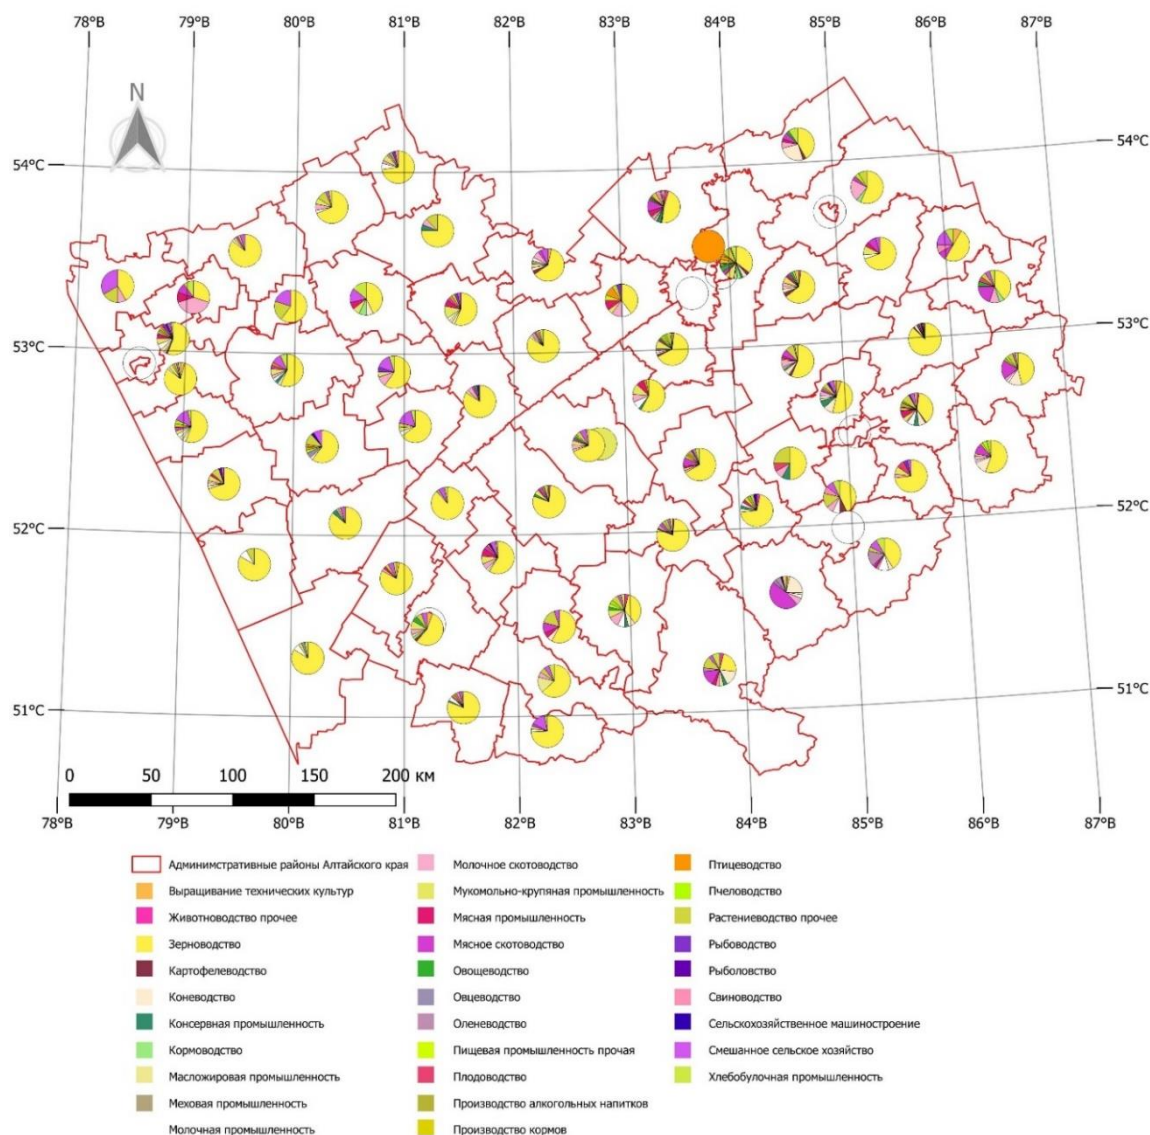 78°В 79°В 80°В 81°В 82°В 83°В 84°В 85°В 86°В 87°В
N
54°С 54°С
53°С 53°С
52°С 52°С
51°С 51°С
0 50 100 150 200 км
78°В 79°В 80°В 81°В 82°В 83°В 84°В 85°В 86°В 87°В
Админимстративные районы Алтайского края
Выращивание технических культур
Животноводство прочее
Зерноводство
Картофелеводство
Коневодство
Консервная промышленность
Кормоводство
Масложировая промышленность
Меховая промышленность
Молочная промышленность
Молочное скотоводство
Мукомольно-крупяная промышленность
Мясная промышленность
Мясное скотоводство
Овощеводство
Овцеводство
Оленеводство
Пищевая промышленность прочая
Плодоводство
Производство алкогольных напитков
Производство кормов
Птицеводство
Пчеловодство
Растениеводство прочее
Рыбоводство
Рыболовство
Свиноводство
Сельскохозяйственное машиностроение
Смешанное сельское хозяйство
Хлебобулочная промышленность